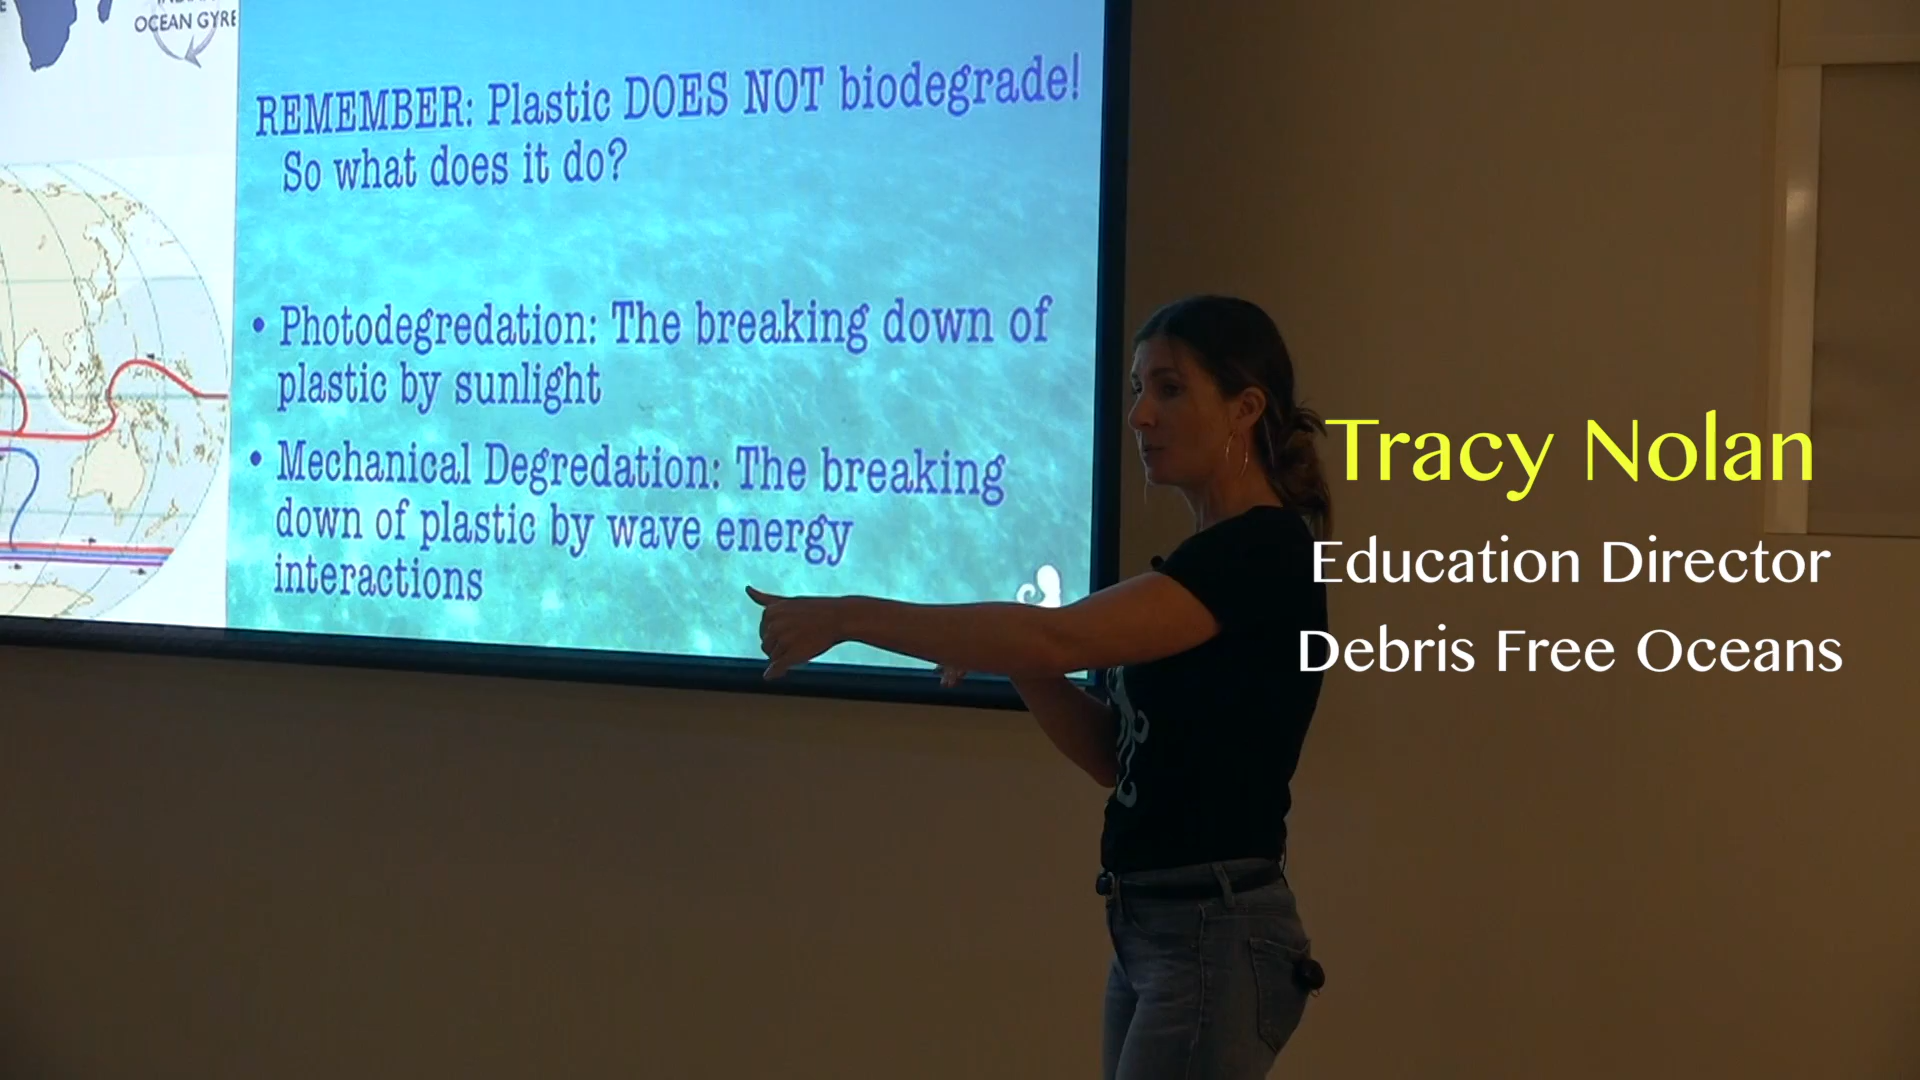 OCEAN GYRE
REMEMBER: Plastic DOES NOT biodegrade!
So what does it do?
• Photodegredation: The breaking down of
plastic by sunlight
• Mechanical Degredation: The breaking
down of plastic by wave energy
interactions
Tracy Nolan
Education Director
Debris Free Oceans